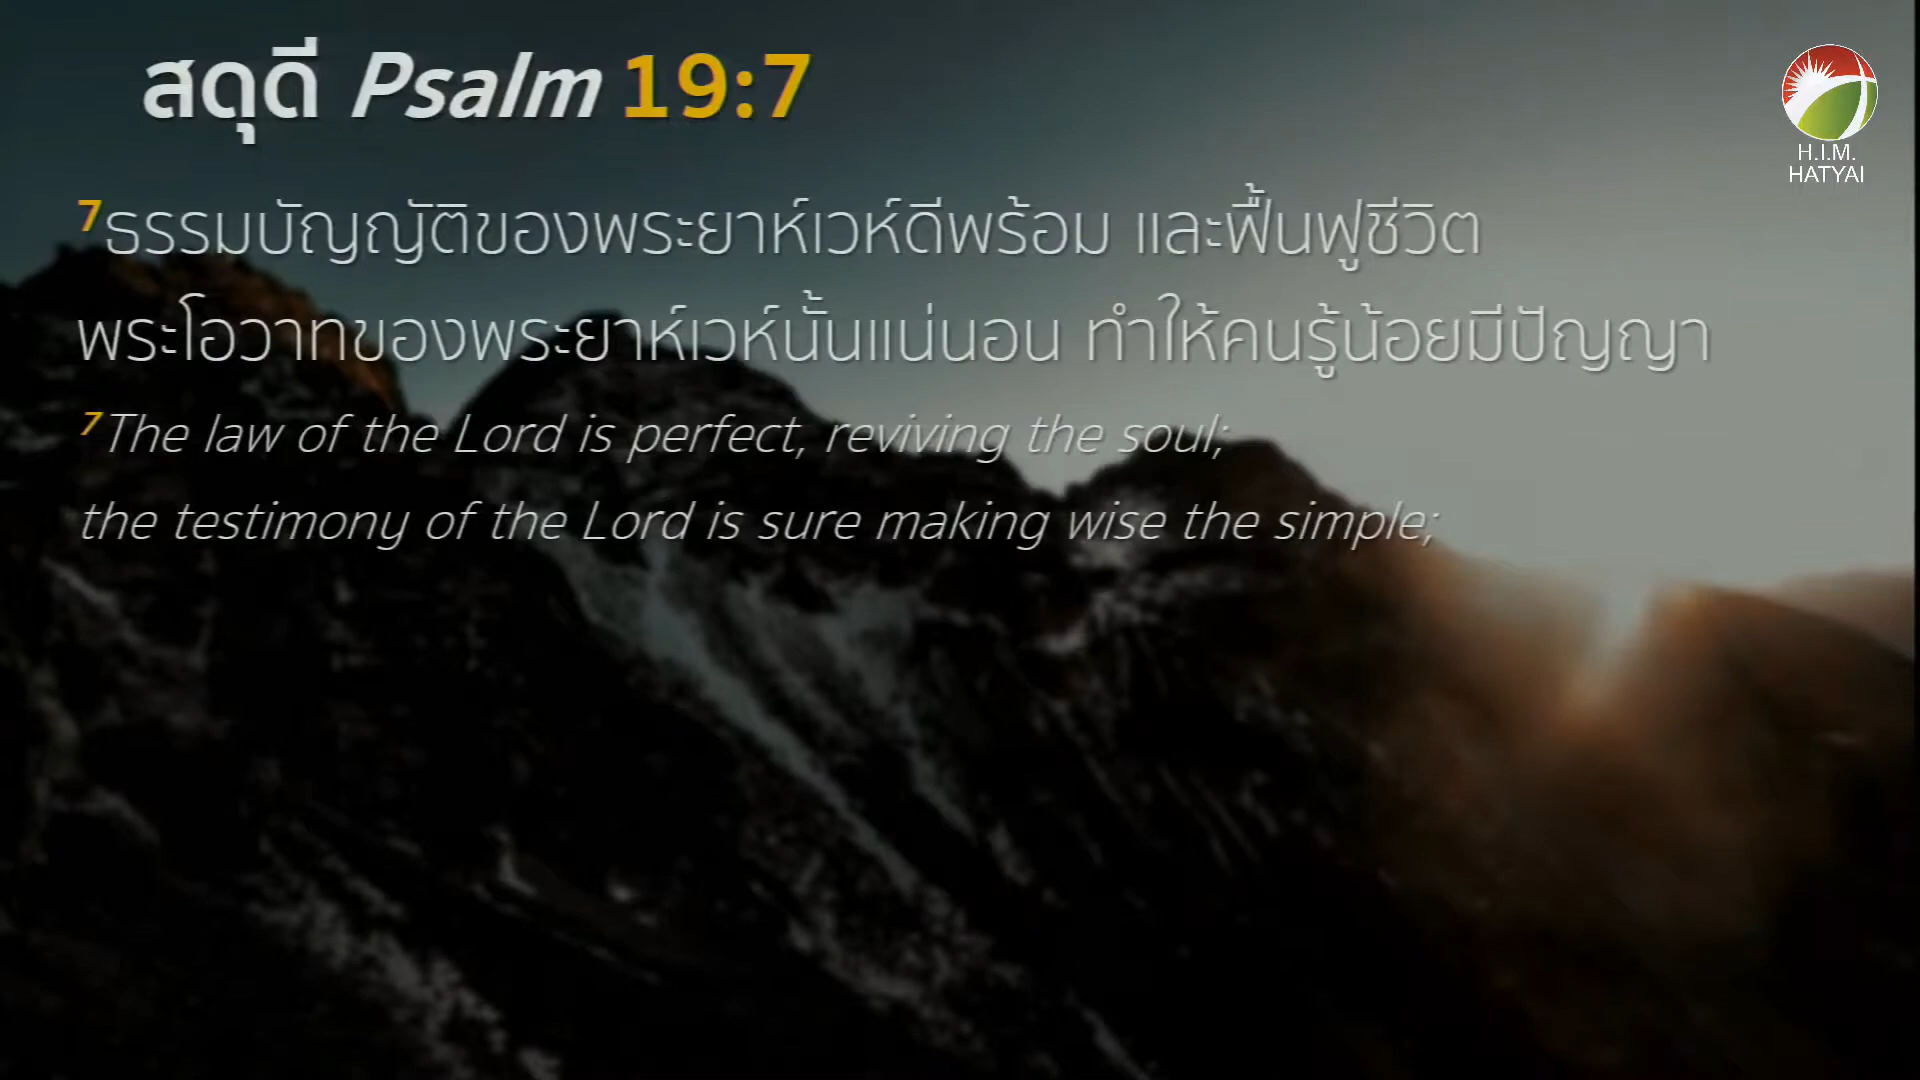 สดุดี Psalm 19:7
H.I.M.
HATYAI
7ธรรมบัญญัติของพระยาห์เวห์ดีพร้อม และฟื้นฟูชีวิต
พระโอวาทของพระยาห์เวห์นั้นแน่นอน ทำให้คนรู้น้อยมีปัญญา
7The law of the Lord is perfect, reviving the soul;
the testimony of the Lord is sure making wise the simple;